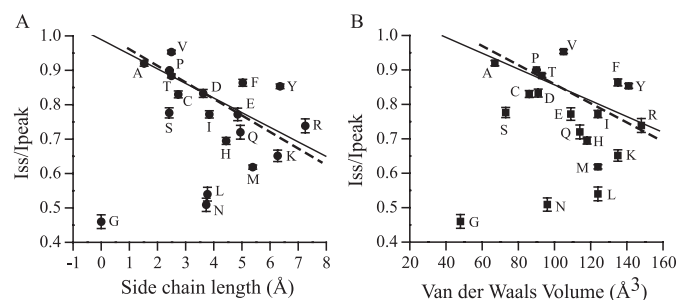 A
Iss/Ipeak
1.0
0.9
0.8
0.7
0.6
0.5
0.4
V
P
A
T
C
D
F
Y
S
I
E
Q
R
H
K
M
L
N
G
-1 0 1 2 3 4 5 6 7 8
Side chain length (Å)
B
Iss/Ipeak
1.0
0.9
0.8
0.7
0.6
0.5
0.4
V
P
A
T
F
Y
C
D
S
E
I
R
Q
H
M
K
L
N
G
20 40 60 80 100 120 140 160
Van der Waals Volume (Å3)